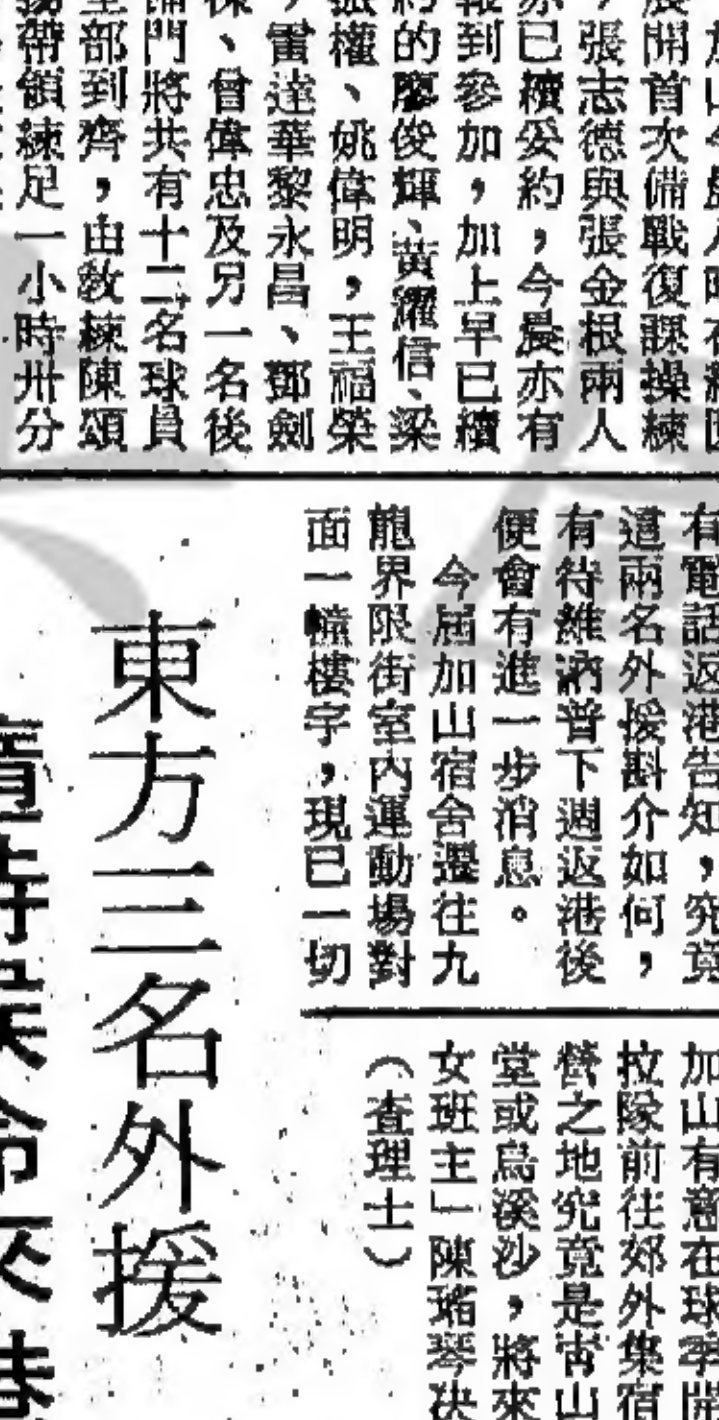 展開首次備戰復課操練
，張志德與張金根兩人
亦已續妥約，今晨亦有
報到參加，加上早已續
約的廖俊輝、黃耀信、梁
張權、姚偉明，王福榮
，雷達華黎永昌、鄧劍
、曾偉忠及另一名後
備門將共有十二名球員
全部到齊，由教練陳頌
帶領練足一小時卅分
有電話返港告知，究竟
這兩名外援斟介如何，
有待維納普下週返港後
便會有進一步消息。
今屆加山宿舍遷往九
龍界限街室內運動場對
面一幢樓宇，現已一切
加山有意在球季開
拉隊前往郊外集宿
營之地究竟是青山
堂或烏溪沙，將來
女班主」陳瑤琴決
（查理士）
東方三名外援